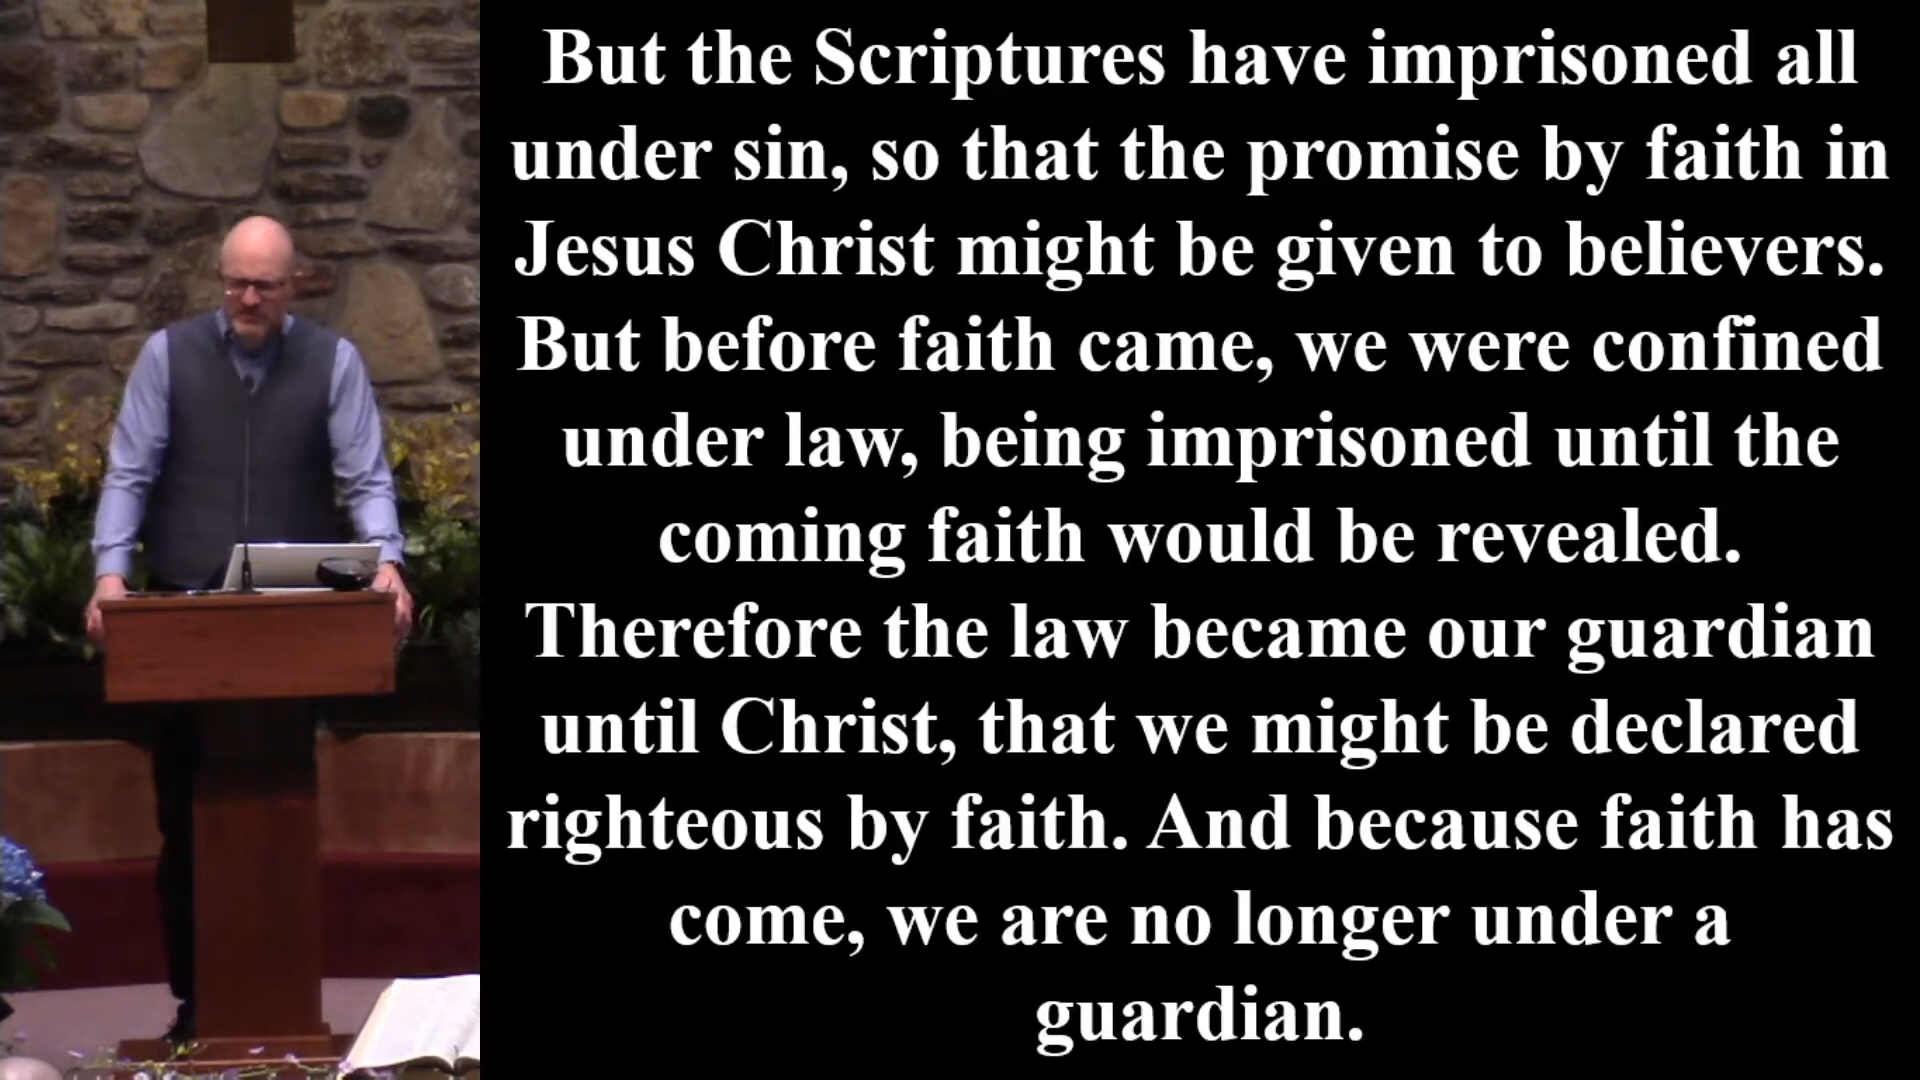 But the Scriptures have imprisoned all
under sin, so that the promise by faith in
Jesus Christ might be given to believers.
But before faith came, we were confined
under law, being imprisoned until the
coming faith would be revealed.
Therefore the law became our guardian
until Christ, that we might be declared
righteous by faith. And because faith has
come, we are no longer under a
guardian.